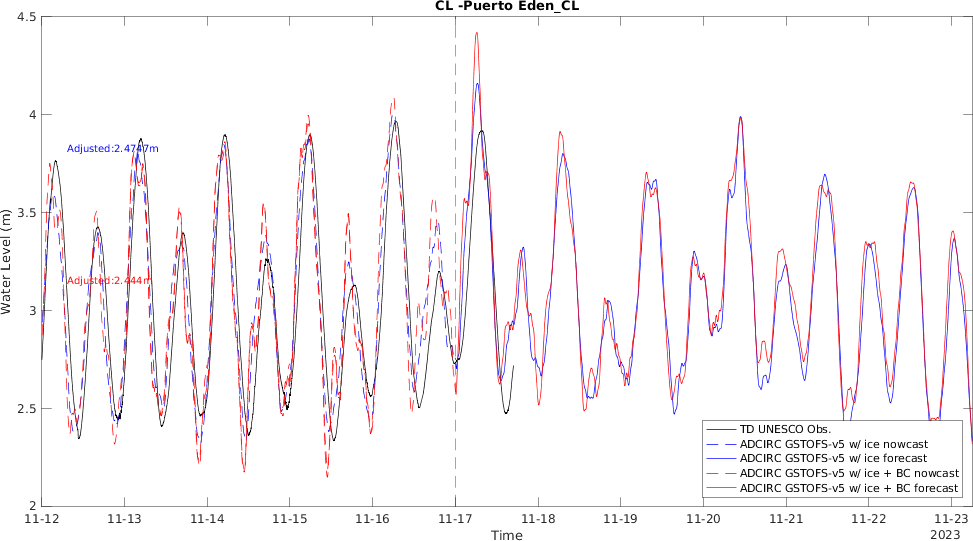 CL -Puerto Eden_CL
4.5
4
3.5
3
2.5
2
Water Level (m)
Adjusted:2.4747m
Adjusted:2.444m
TD UNESCO Obs.
ADCIRC GSTOFS-v5 w/ ice nowcast
ADCIRC GSTOFS-v5 w/ ice forecast
ADCIRC GSTOFS-v5 w/ ice + BC nowcast
ADCIRC GSTOFS-v5 w/ ice + BC forecast
11-12 11-13 11-14 11-15 11-16 11-17 11-18 11-19 11-20 11-21 11-22 11-23
2023
Time